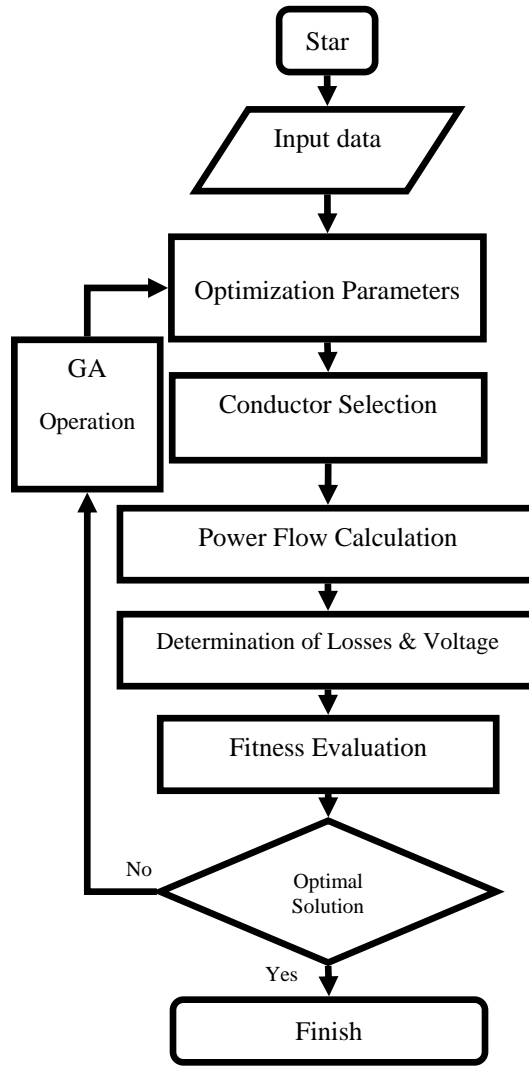 Star
Input data
Optimization Parameters
GA
Operation
Conductor Selection
Power Flow Calculation
Determination of Losses & Voltage
Fitness Evaluation
No
Optimal
Solution
Yes
Finish